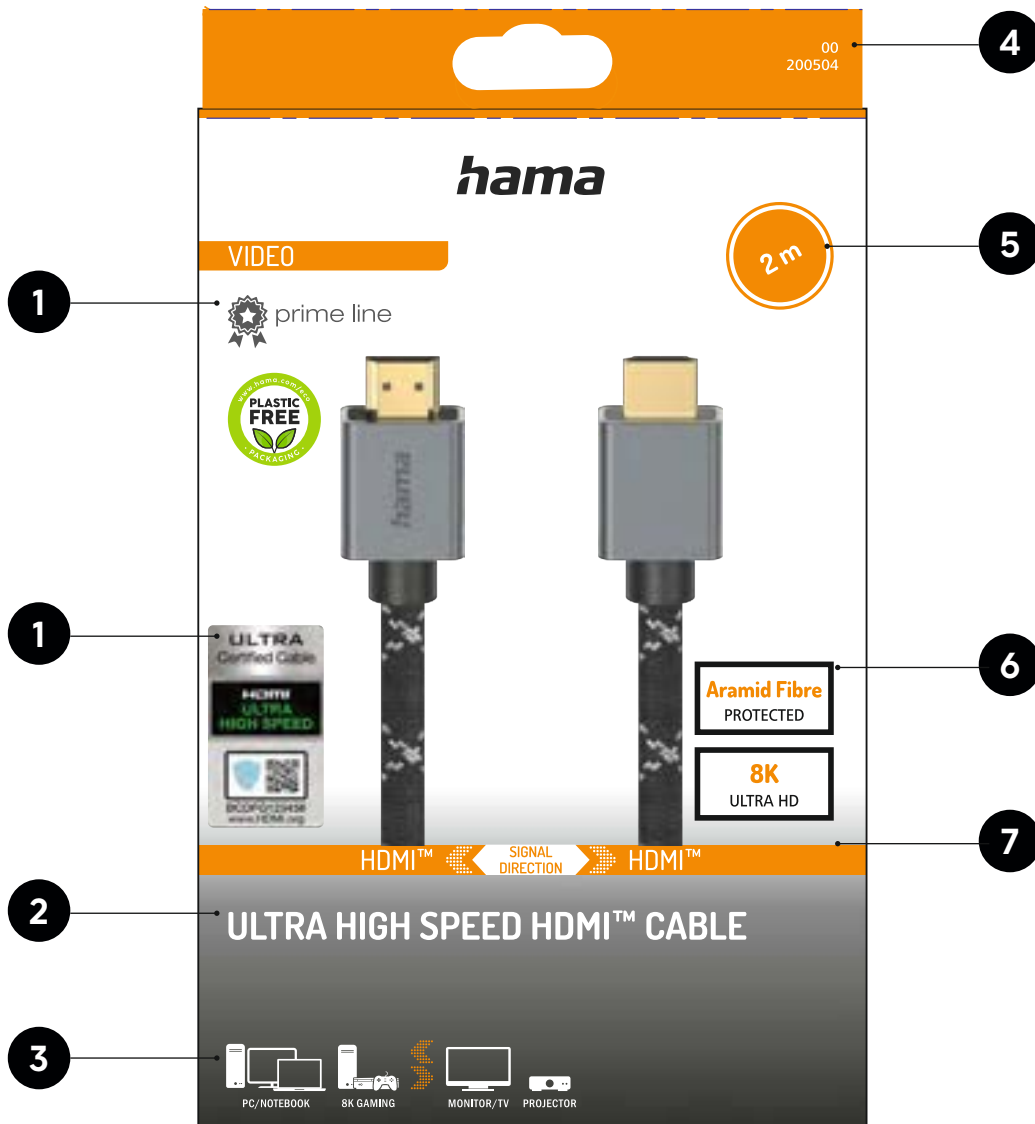 00
200504
4
hama
VIDEO
2 m
5
1
prime line
www.hama.com/eco
PLASTIC
FREE
PACKAGING
hama
1
ULTRA
Certified Cable
HDMI
ULTRA
HIGH SPEED
www.HDMI.org
Aramid Fibre
PROTECTED
6
8K
ULTRA HD
7
HDMI™
SIGNAL
DIRECTION
HDMI™
2
ULTRA HIGH SPEED HDMI™ CABLE
3
PC/NOTEBOOK
8K GAMING
MONITOR/TV
PROJECTOR